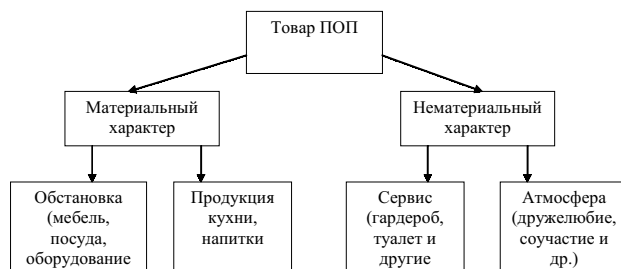 Товар ПОП
Материальный
характер
Нематериальный
характер
Обстановка
(мебель,
посуда,
оборудование
Продукция
кухни,
напитки
Сервис
(гардероб,
туалет и
другие
Атмосфера
(дружелюбие,
соучастие и
др.)